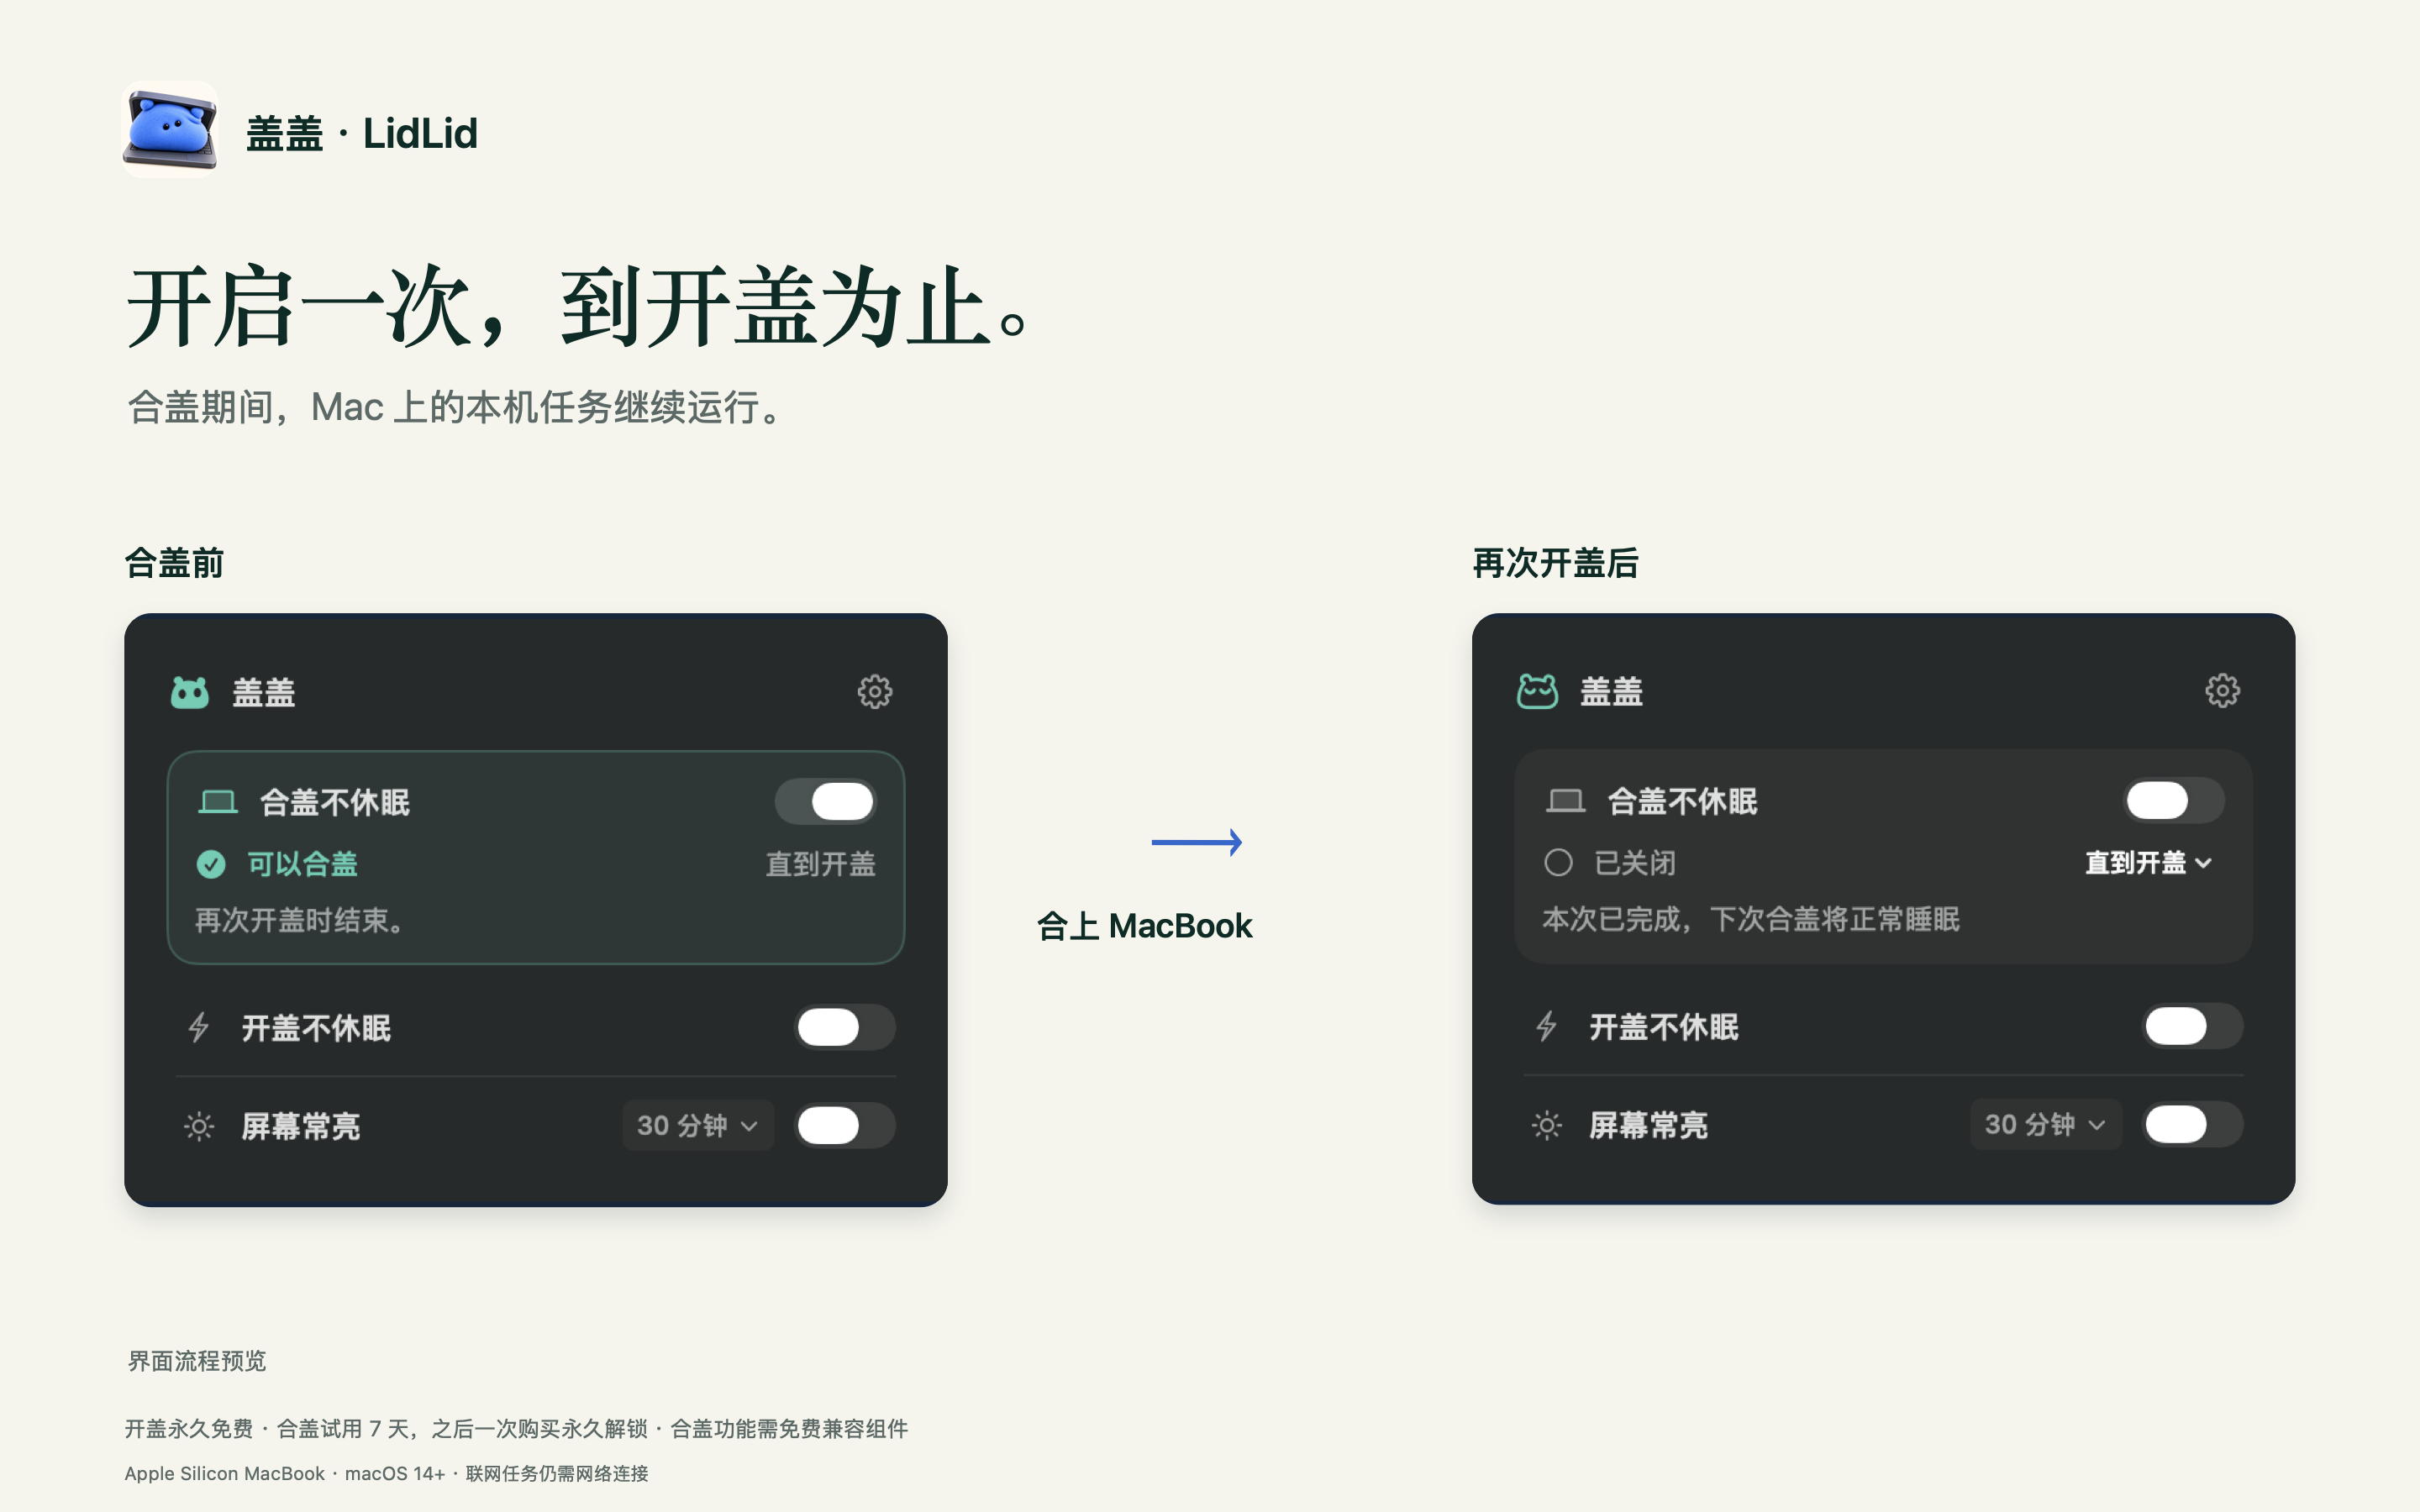 盖盖 · LidLid
开启一次，到开盖为止。
合盖期间，Mac 上的本机任务继续运行。
合盖前
盖盖
合盖不休眠
可以合盖
直到开盖
再次开盖时结束。
开盖不休眠
屏幕常亮
30 分钟
合上 MacBook
再次开盖后
盖盖
合盖不休眠
已关闭
直到开盖
本次已完成，下次合盖将正常睡眠
开盖不休眠
屏幕常亮
30 分钟
界面流程预览
开盖永久免费 · 合盖试用 7 天，之后一次购买永久解锁 · 合盖功能需免费兼容组件
Apple Silicon MacBook · macOS 14+ · 联网任务仍需网络连接